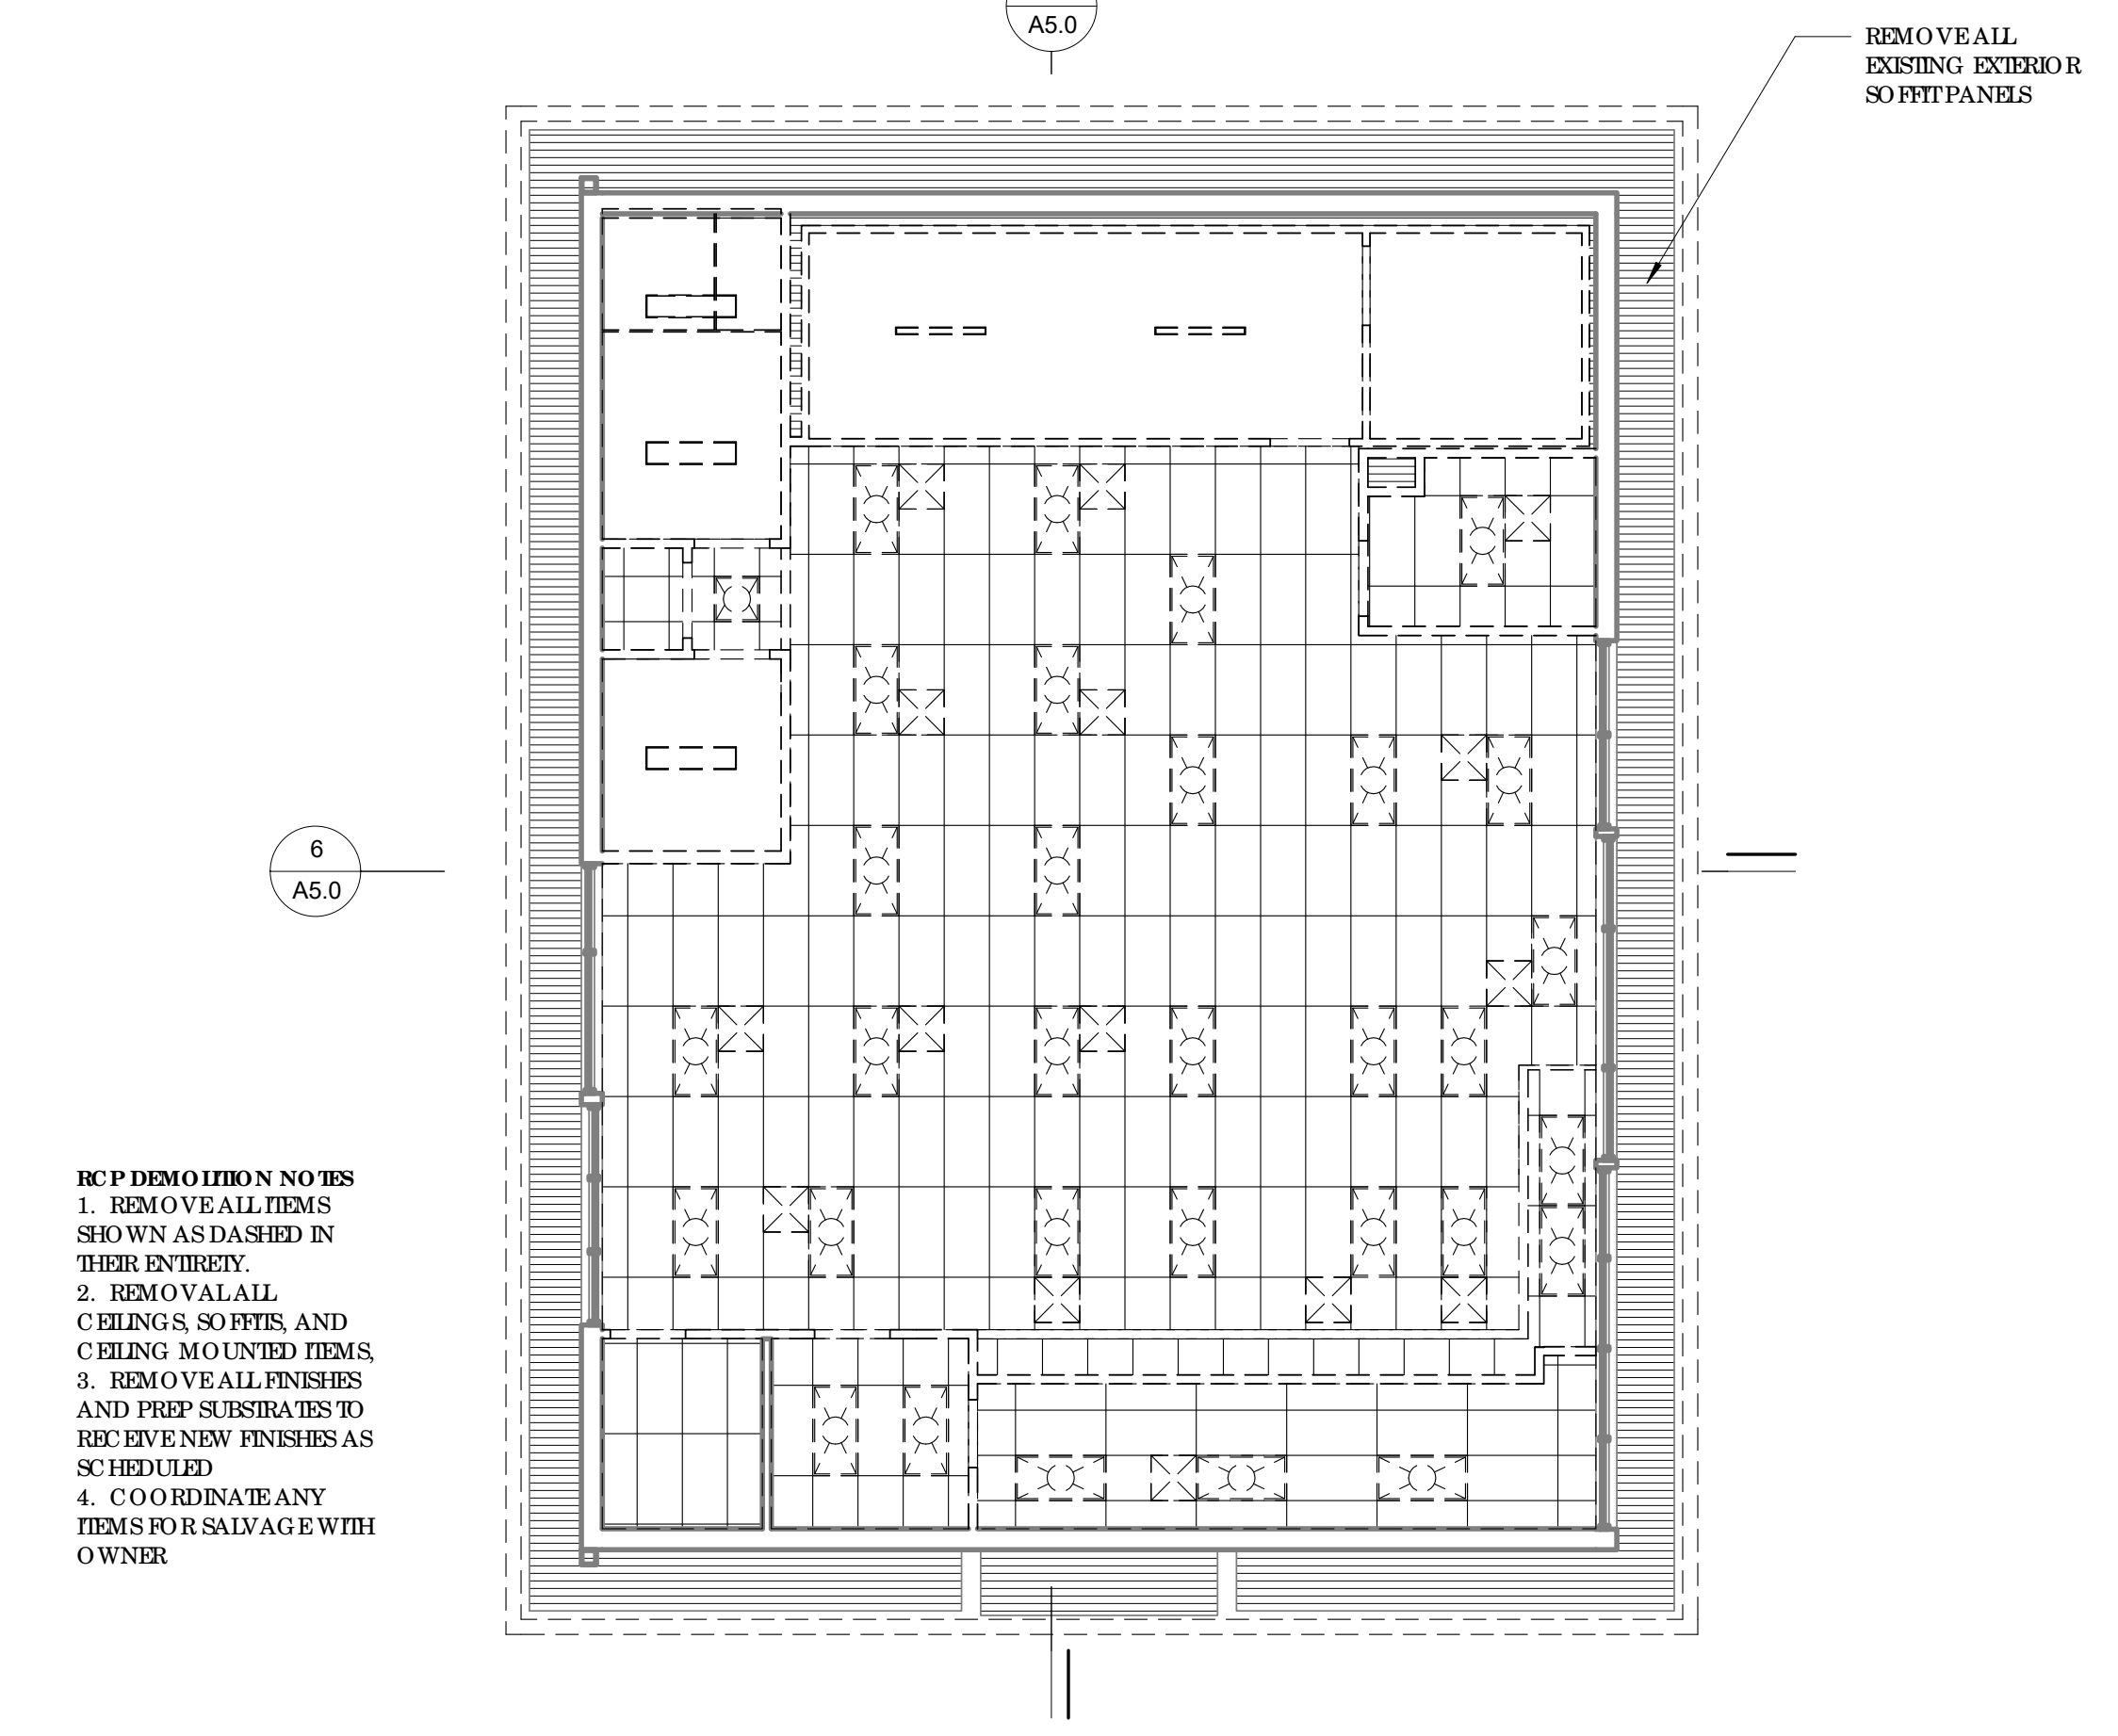 A5.0
REMOVE ALL
EXISTING EXTERIOR
SOFFIT PANELS
6
A5.0
RCP DEMOLITION NOTES
1. REMOVE ALL ITEMS
SHOWN AS DASHED IN
THEIR ENTIRETY.
2. REMOVAL ALL
CEILINGS, SOFFITS, AND
CEILING MOUNTED ITEMS,
3. REMOVE ALL FINISHES
AND PREP SUBSTRATES TO
RECEIVE NEW FINISHES AS
SCHEDULED
4. COORDINATE ANY
ITEMS FOR SALVAGE WITH
OWNER